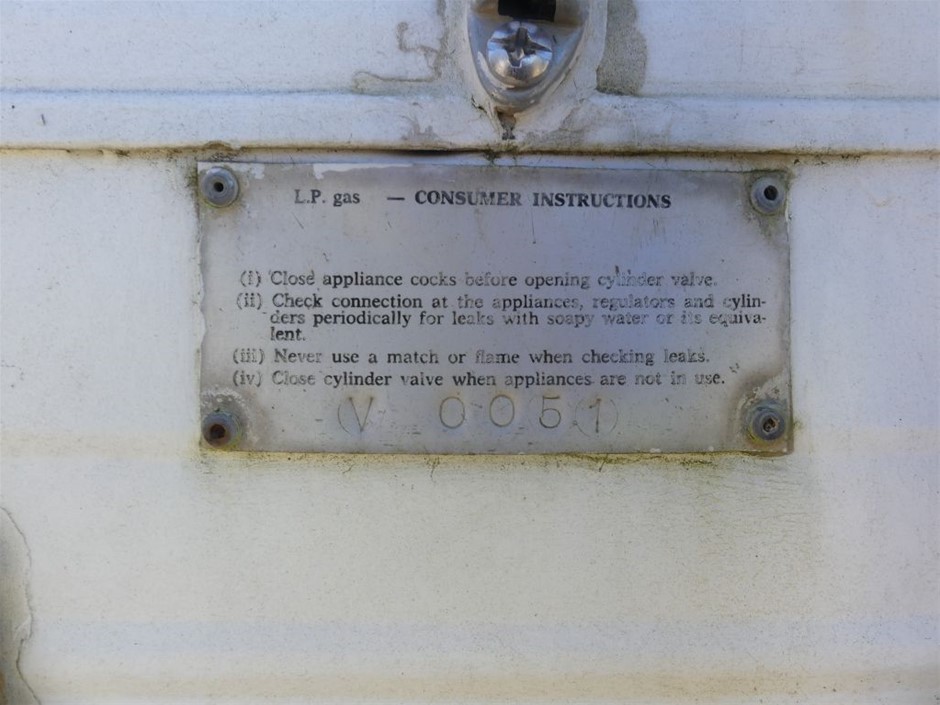 L.P. gas — CONSUMER INSTRUCTIONS
(i) Close appliance cocks before opening cylinder valve.
(ii) Check connection at the appliances, regulators and cylin-
ders periodically for leaks with soapy water or its equiva-
lent.
(iii) Never use a match or flame when checking leaks.
(iv) Close cylinder valve when appliances are not in use.
(V 005(1)